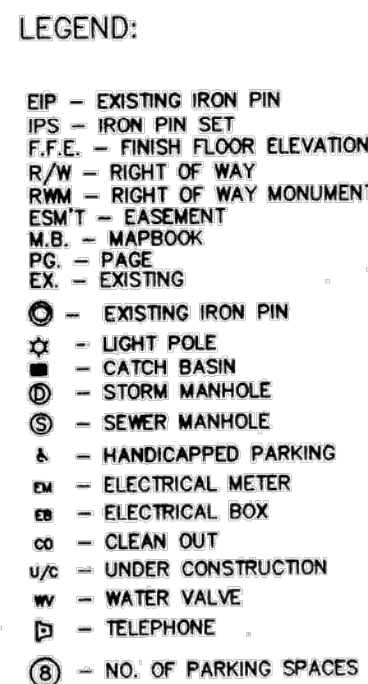 LEGEND:
EIP – EXISTING IRON PIN
IPS – IRON PIN SET
F.F.E. – FINISH FLOOR ELEVATION
R/W – RIGHT OF WAY
RWM – RIGHT OF WAY MONUMENT
ESM'T – EASEMENT
M.B. – MAPBOOK
PG. – PAGE
EX. – EXISTING
– EXISTING IRON PIN
– LIGHT POLE
– CATCH BASIN
D – STORM MANHOLE
S – SEWER MANHOLE
– HANDICAPPED PARKING
EM – ELECTRICAL METER
EB – ELECTRICAL BOX
CO – CLEAN OUT
U/C – UNDER CONSTRUCTION
WV – WATER VALVE
– TELEPHONE
8 – NO. OF PARKING SPACES